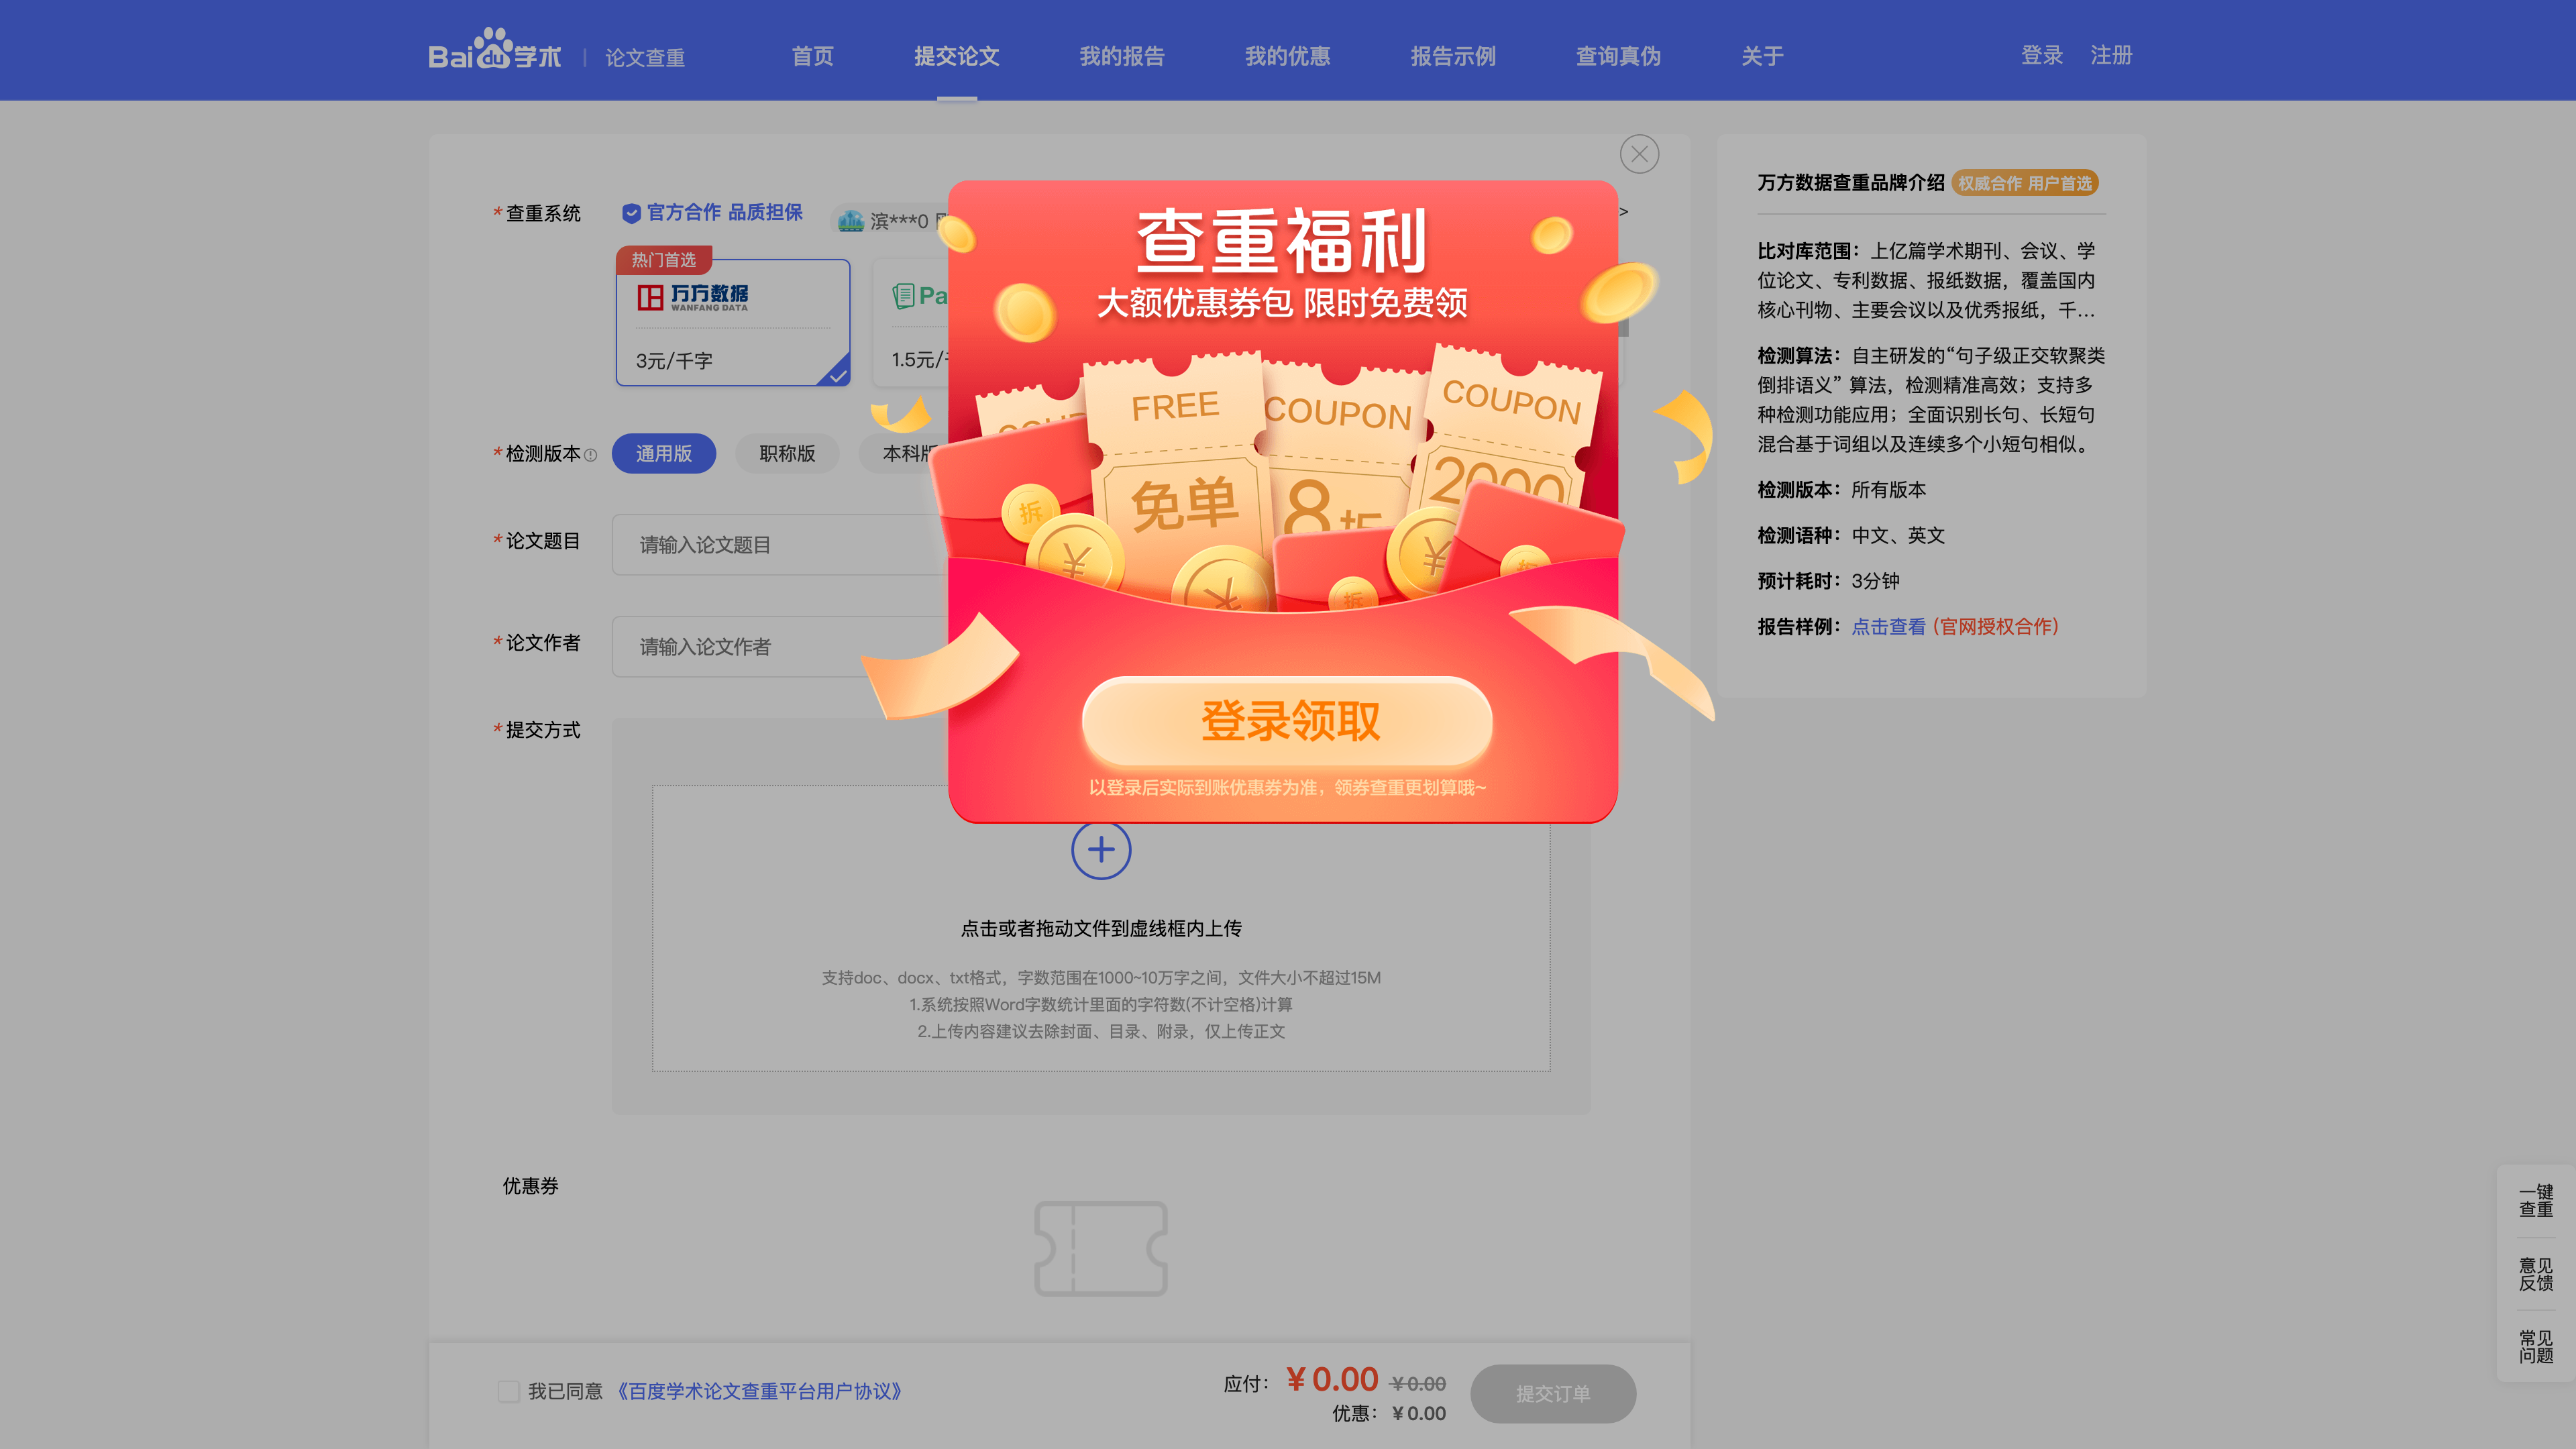 Bai du 学术 | 论文查重
首页 提交论文 我的报告 我的优惠 报告示例 查询真伪 关于
登录 注册
*查重系统
官方合作 品质担保
滨***0
>
热门首选
万方数据
WANFANG DATA
3元/千字
Pa
1.5元/
*检测版本
通用版 职称版 本科版
*论文题目
请输入论文题目
*论文作者
请输入论文作者
*提交方式
点击或者拖动文件到虚线框内上传
支持doc、docx、txt格式，字数范围在1000~10万字之间，文件大小不超过15M
1.系统按照Word字数统计里面的字符数(不计空格)计算
2.上传内容建议去除封面、目录、附录，仅上传正文
优惠券
我已同意 《百度学术论文查重平台用户协议》
应付： ￥0.00 ￥0.00
优惠： ￥0.00
提交订单
查重福利
大额优惠券包 限时免费领
FREE
免单
COUPON
8折
COUPON
2000
拆
拆
登录领取
以登录后实际到账优惠券为准，领券查重更划算哦~
万方数据查重品牌介绍 权威合作 用户首选
比对库范围：上亿篇学术期刊、会议、学
位论文、专利数据、报纸数据，覆盖国内
核心刊物、主要会议以及优秀报纸，千...
检测算法：自主研发的“句子级正交软聚类
倒排语义” 算法，检测精准高效；支持多
种检测功能应用；全面识别长句、长短句
混合基于词组以及连续多个小短句相似。
检测版本：所有版本
检测语种：中文、英文
预计耗时：3分钟
报告样例：点击查看 (官网授权合作)
一键
查重
意见
反馈
常见
问题